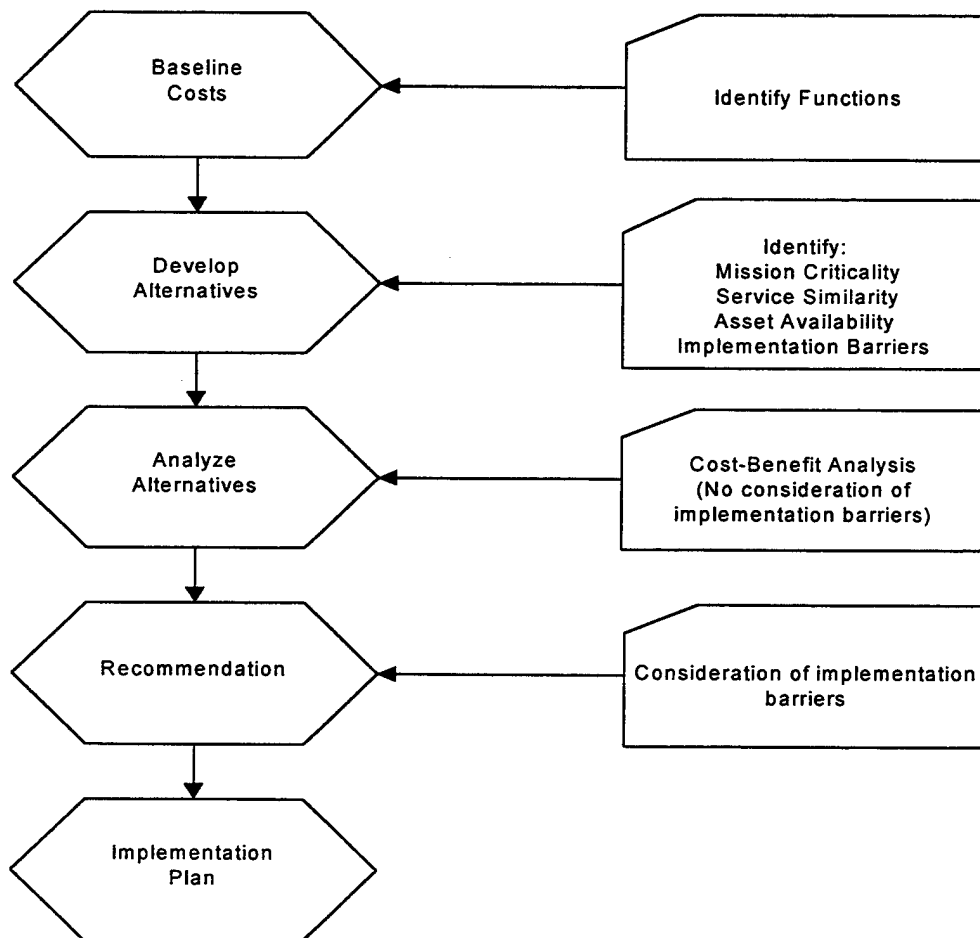 Baseline
Costs
Identify Functions
Develop
Alternatives
Identify:
Mission Criticality
Service Similarity
Asset Availability
Implementation Barriers
Analyze
Alternatives
Cost-Benefit Analysis
(No consideration of
implementation barriers)
Recommendation
Consideration of implementation
barriers
Implementation
Plan